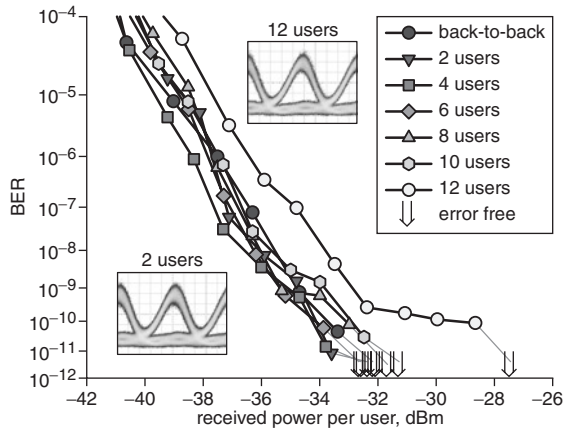 12 users
2 users
back-to-back
2 users
4 users
6 users
8 users
10 users
12 users
error free
BER
10⁻⁴
10⁻⁵
10⁻⁶
10⁻⁷
10⁻⁸
10⁻⁹
10⁻¹⁰
10⁻¹¹
10⁻¹²
−42 −40 −38 −36 −34 −32 −30 −28 −26
received power per user, dBm